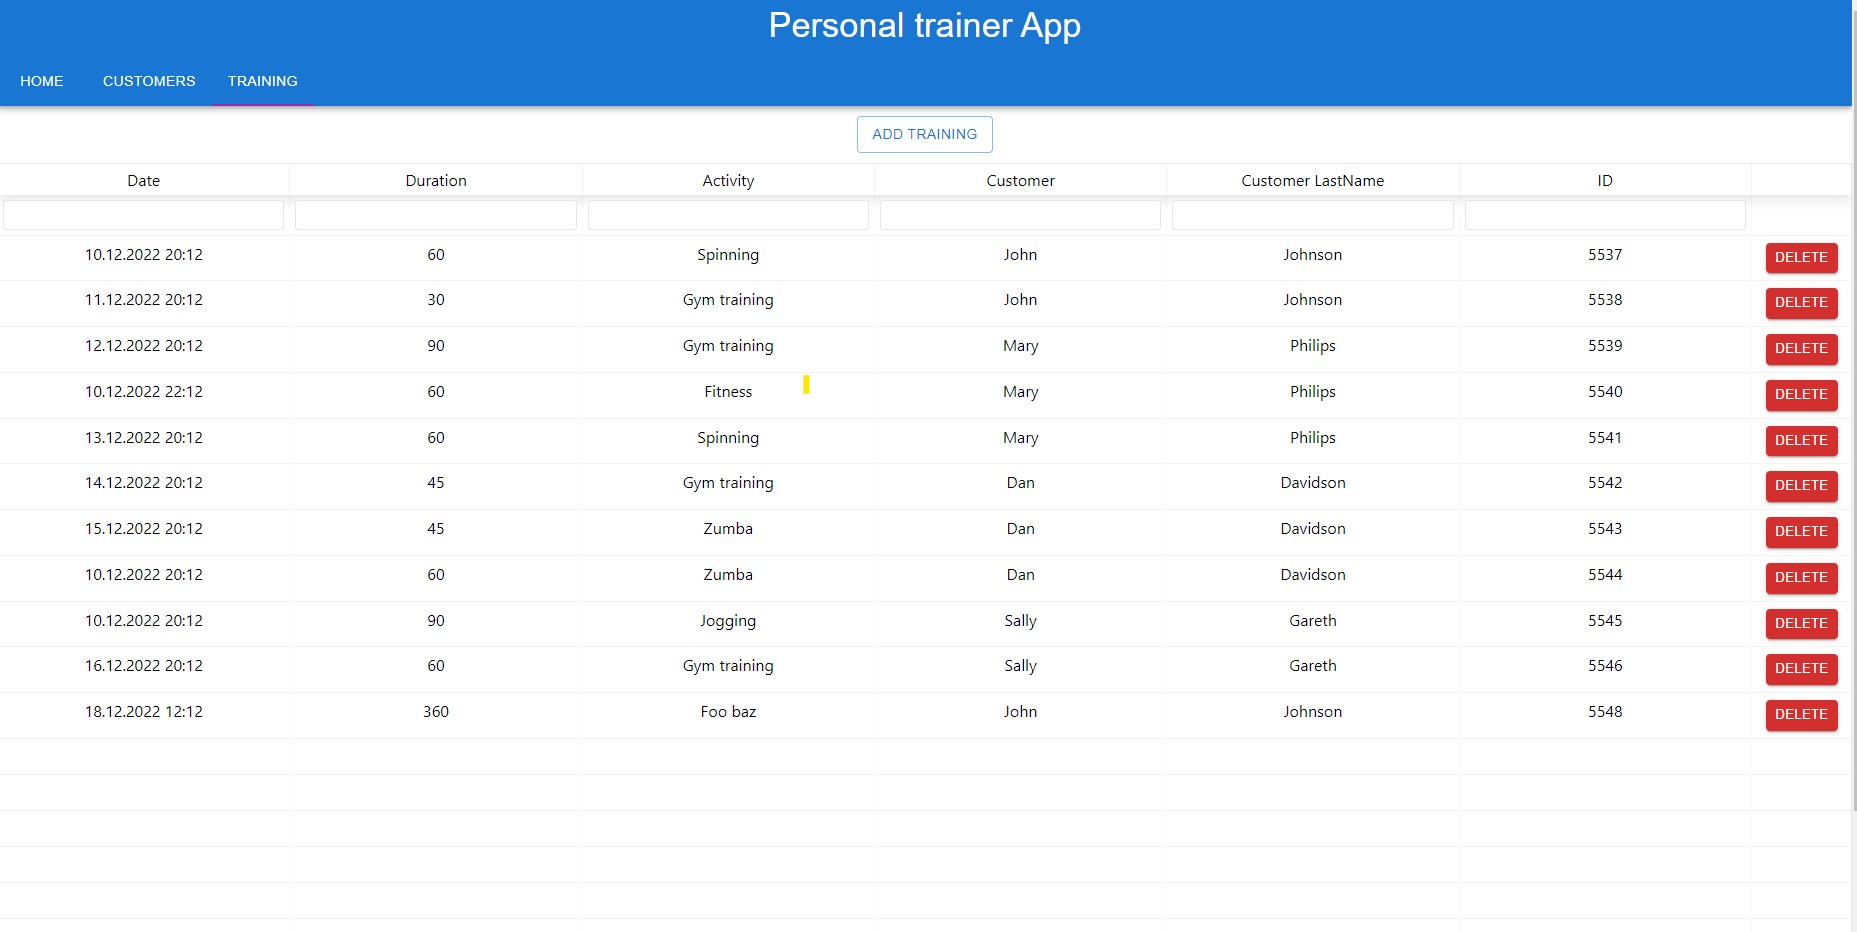 Personal trainer App
HOME CUSTOMERS TRAINING
ADD TRAINING
Date Duration Activity Customer Customer LastName ID
10.12.2022 20:12 60 Spinning John Johnson 5537 DELETE
11.12.2022 20:12 30 Gym training John Johnson 5538 DELETE
12.12.2022 20:12 90 Gym training Mary Philips 5539 DELETE
10.12.2022 22:12 60 Fitness Mary Philips 5540 DELETE
13.12.2022 20:12 60 Spinning Mary Philips 5541 DELETE
14.12.2022 20:12 45 Gym training Dan Davidson 5542 DELETE
15.12.2022 20:12 45 Zumba Dan Davidson 5543 DELETE
10.12.2022 20:12 60 Zumba Dan Davidson 5544 DELETE
10.12.2022 20:12 90 Jogging Sally Gareth 5545 DELETE
16.12.2022 20:12 60 Gym training Sally Gareth 5546 DELETE
18.12.2022 12:12 360 Foo baz John Johnson 5548 DELETE